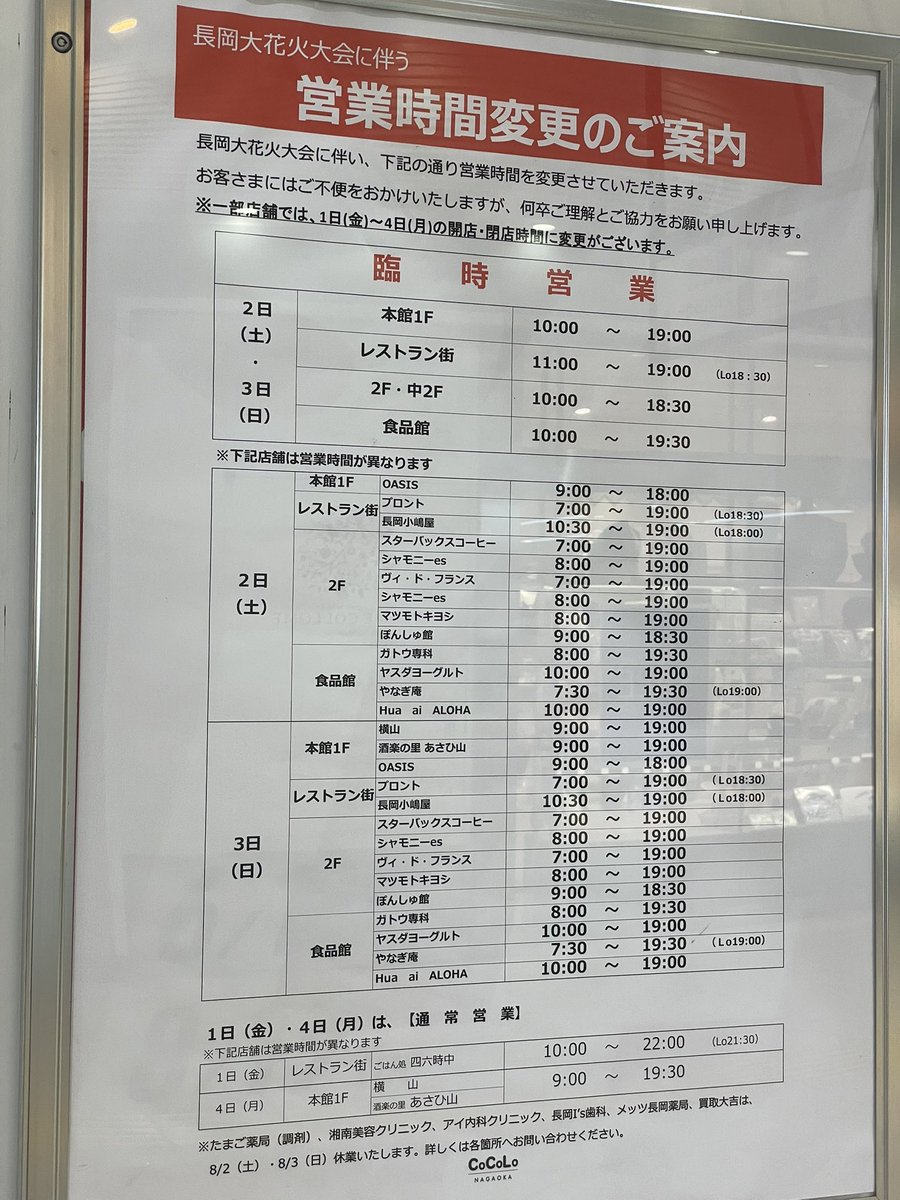 長岡大花火大会に伴う
営業時間変更のご案内
長岡大花火大会に伴い、下記の通り営業時間を変更させていただきます。
お客さまにはご不便をおかけいたしますが、何卒ご理解とご協力をお願い申し上げます。
※一部店舗では、1日(金)～4日(月)の開店・閉店時間に変更がございます。
臨 時 営 業
2日（土）・3日（日）
本館1F 10:00 ～ 19:00
レストラン街 11:00 ～ 19:00 （Lo18：30）
2F・中2F 10:00 ～ 18:30
食品館 10:00 ～ 19:30
※下記店舗は営業時間が異なります
2日（土）
本館1F OASIS 9:00 ～ 18:00
レストラン街 プロント 7:00 ～ 19:00 （Lo18:30）
長岡小嶋屋 10:30 ～ 19:00 （Lo18:00）
2F スターバックスコーヒー 7:00 ～ 19:00
シャモニーes 8:00 ～ 19:00
ヴィ・ド・フランス 7:00 ～ 19:00
シャモニーes 8:00 ～ 19:00
マツモトキヨシ 8:00 ～ 19:00
ぽんしゅ館 9:00 ～ 18:30
食品館 ガトウ専科 8:00 ～ 19:30
ヤスダヨーグルト 10:00 ～ 19:00
やなぎ庵 7:30 ～ 19:30 （Lo19:00）
Hua ai ALOHA 10:00 ～ 19:00
3日（日）
本館1F 横山 9:00 ～ 19:00
酒楽の里 あさひ山 9:00 ～ 19:00
OASIS 9:00 ～ 18:00
レストラン街 プロント 7:00 ～ 19:00 （Lo18:30）
長岡小嶋屋 10:30 ～ 19:00 （Lo18:00）
2F スターバックスコーヒー 7:00 ～ 19:00
シャモニーes 8:00 ～ 19:00
ヴィ・ド・フランス 7:00 ～ 19:00
マツモトキヨシ 8:00 ～ 19:00
ぽんしゅ館 9:00 ～ 18:30
食品館 ガトウ専科 8:00 ～ 19:30
ヤスダヨーグルト 10:00 ～ 19:00
やなぎ庵 7:30 ～ 19:30 （Lo19:00）
Hua ai ALOHA 10:00 ～ 19:00
1日（金）・4日（月）は、【通 常 営 業】
※下記店舗は営業時間が異なります
1日（金） レストラン街 ごはん処 四六時中 10:00 ～ 22:00 （Lo21:30）
4日（月） 本館1F 横 山 9:00 ～ 19:30
酒楽の里 あさひ山
※たまご薬局（調剤）、湘南美容クリニック、アイ内科クリニック、長岡I's歯科、メッツ長岡薬局、買取大吉は、
8/2（土）・8/3（日）休業いたします。詳しくは各箇所へお問い合わせください。
CoCoLo
NAGAOKA